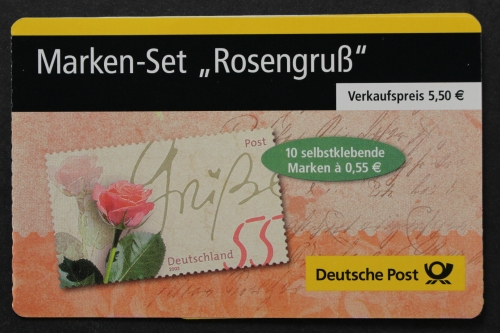 Marken-Set „Rosengruß“
Verkaufspreis 5,50 €
Post
10 selbstklebende
Marken à 0,55 €
Grüße
Deutschland
55
Deutsche Post